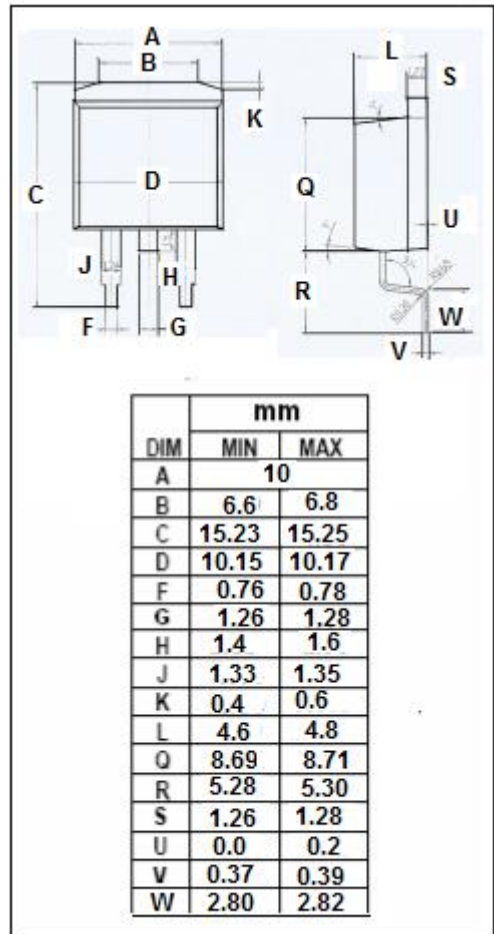 A
B
L
S
K
C
D
Q
U
J
H
R
W
F
G
V
mm
DIM MIN MAX
A 10
B 6.6 6.8
C 15.23 15.25
D 10.15 10.17
F 0.76 0.78
G 1.26 1.28
H 1.4 1.6
J 1.33 1.35
K 0.4 0.6
L 4.6 4.8
Q 8.69 8.71
R 5.28 5.30
S 1.26 1.28
U 0.0 0.2
V 0.37 0.39
W 2.80 2.82